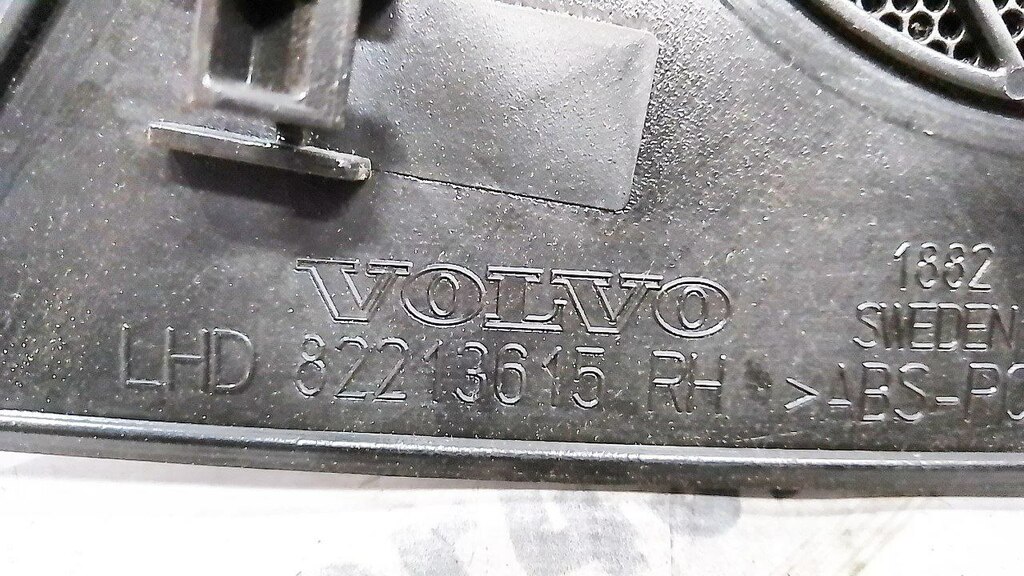 VOLVO
LHD 82213615 RH
1882
SWEDEN
>ABS-PC